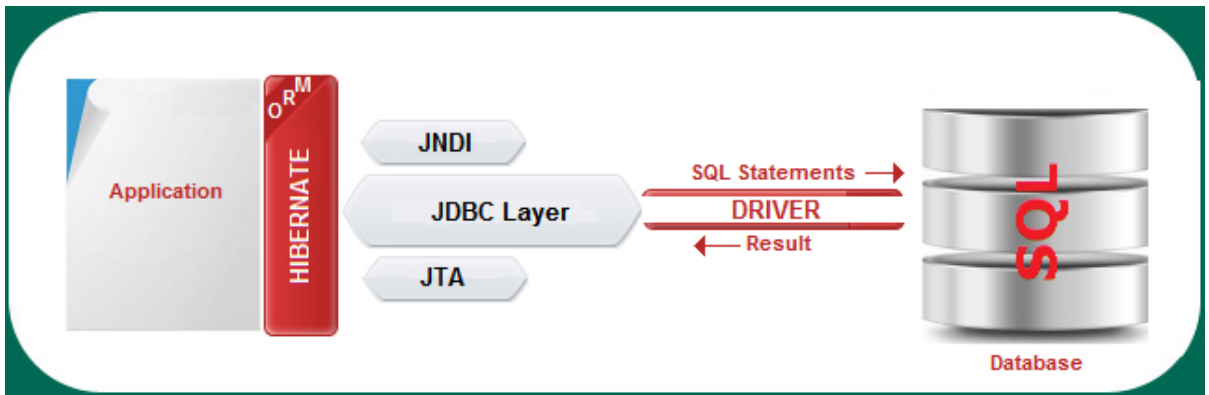 Application
ORM
HIBERNATE
JNDI
JDBC Layer
JTA
SQL Statements
DRIVER
Result
SQL
Database